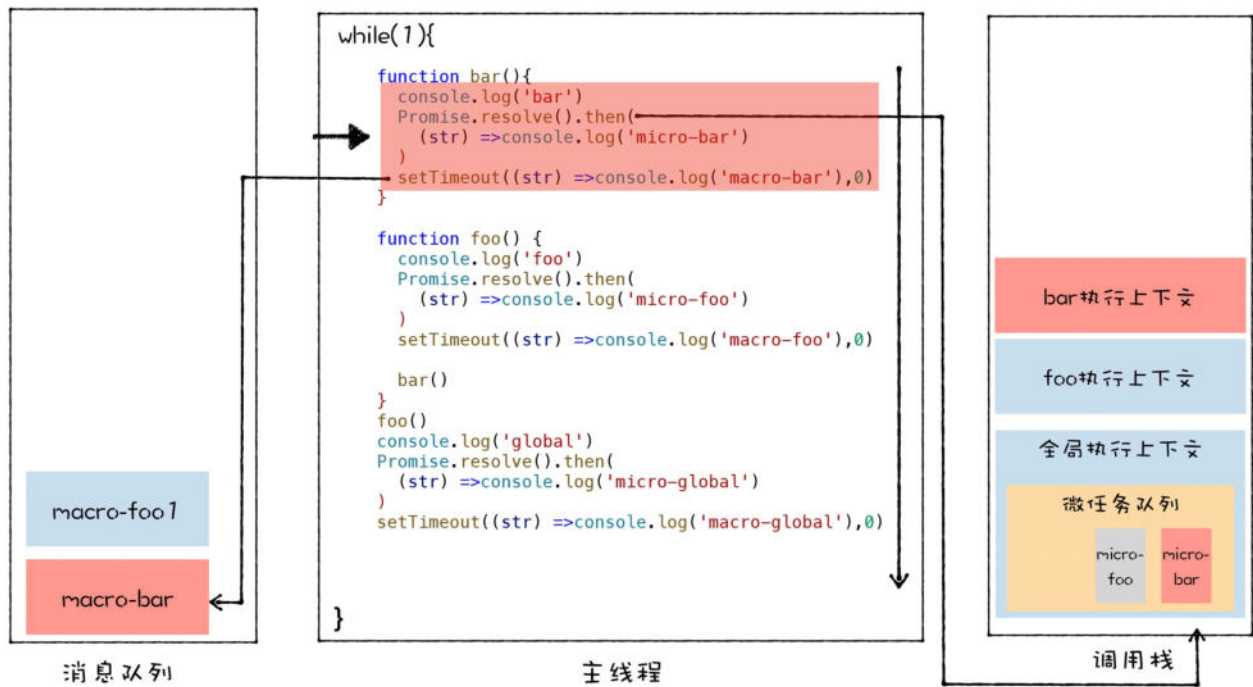 while(1){
function bar(){
console.log('bar')
Promise.resolve().then(
(str) =>console.log('micro-bar')
)
setTimeout((str) =>console.log('macro-bar'),0)
}
function foo() {
console.log('foo')
Promise.resolve().then(
(str) =>console.log('micro-foo')
)
setTimeout((str) =>console.log('macro-foo'),0)
bar()
}
foo()
console.log('global')
Promise.resolve().then(
(str) =>console.log('micro-global')
)
setTimeout((str) =>console.log('macro-global'),0)
}
macro-foo1
macro-bar
bar执行上下文
foo执行上下文
全局执行上下文
微任务队列
micro-
foo
micro-
bar
消息队列
主线程
调用栈